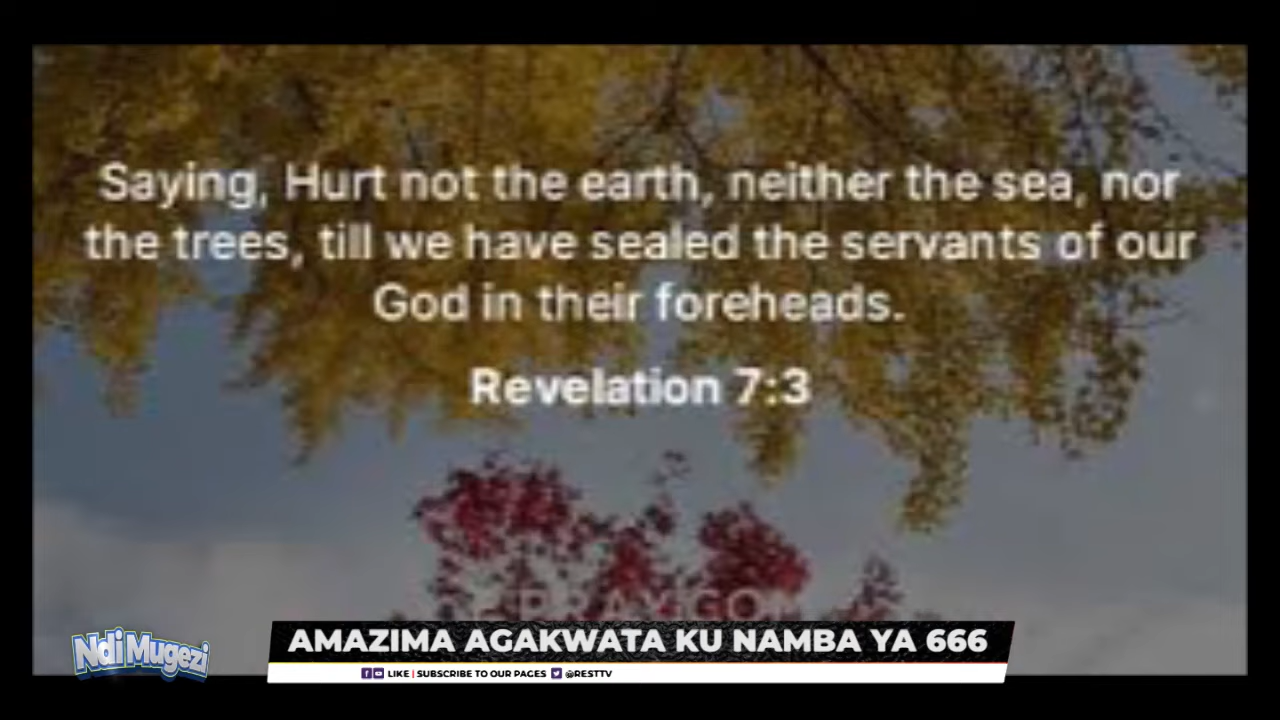 Saying, Hurt not the earth, neither the sea, nor
the trees, till we have sealed the servants of our
God in their foreheads.
Revelation 7:3
PRAY.GO
Ndi Mugezi
AMAZIMA AGAKWATA KU NAMBA YA 666
LIKE | SUBSCRIBE TO OUR PAGES @RESTTV